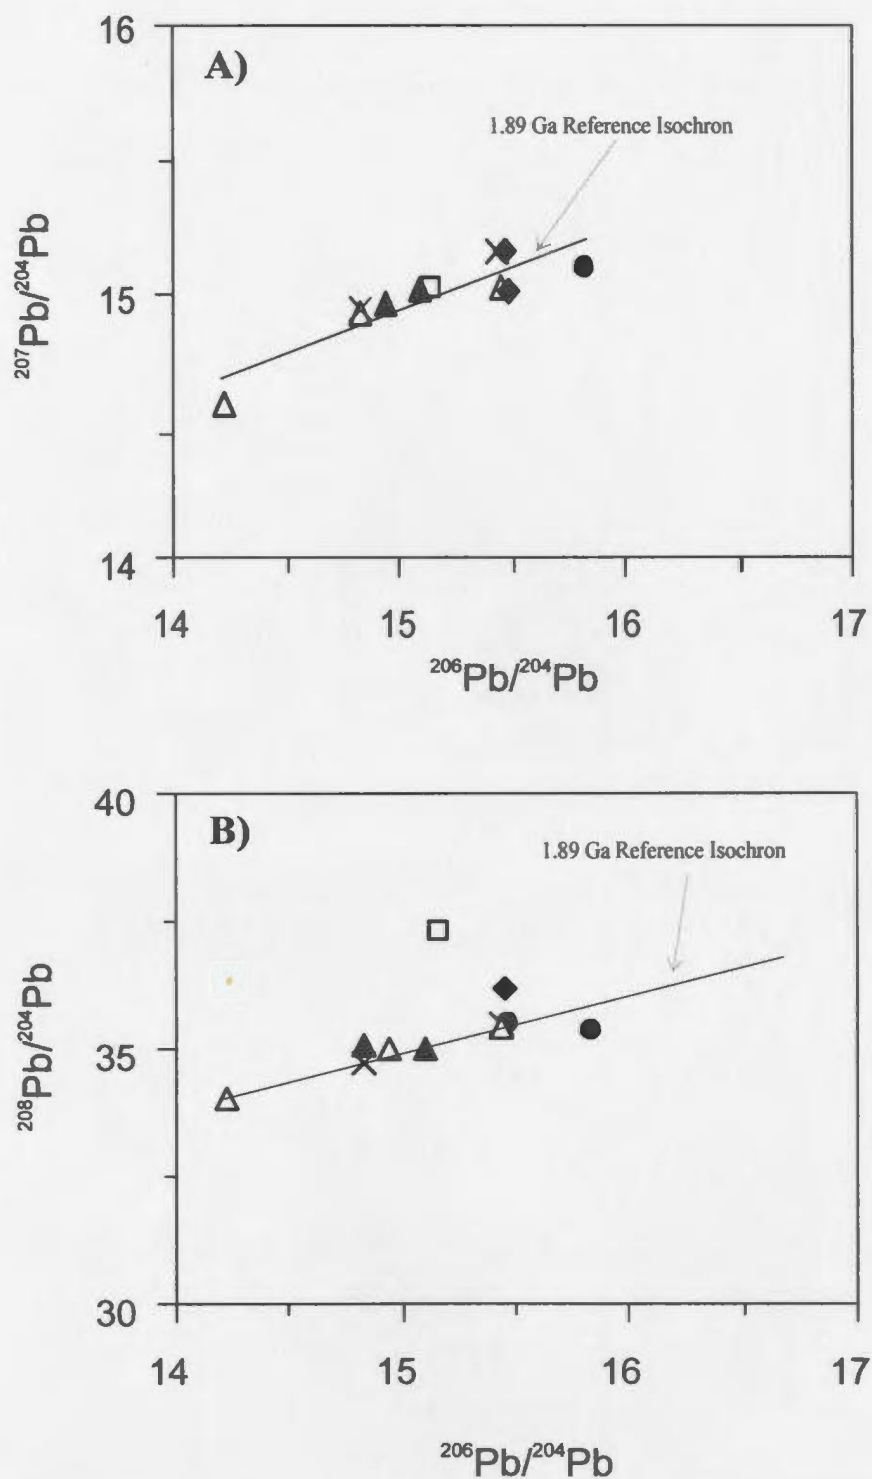 16
A)
1.89 Ga Reference Isochron
²⁰⁷Pb/²⁰⁴Pb
15
14
14 15 16 17
²⁰⁶Pb/²⁰⁴Pb
40
B)
1.89 Ga Reference Isochron
²⁰⁸Pb/²⁰⁴Pb
35
30
14 15 16 17
²⁰⁶Pb/²⁰⁴Pb